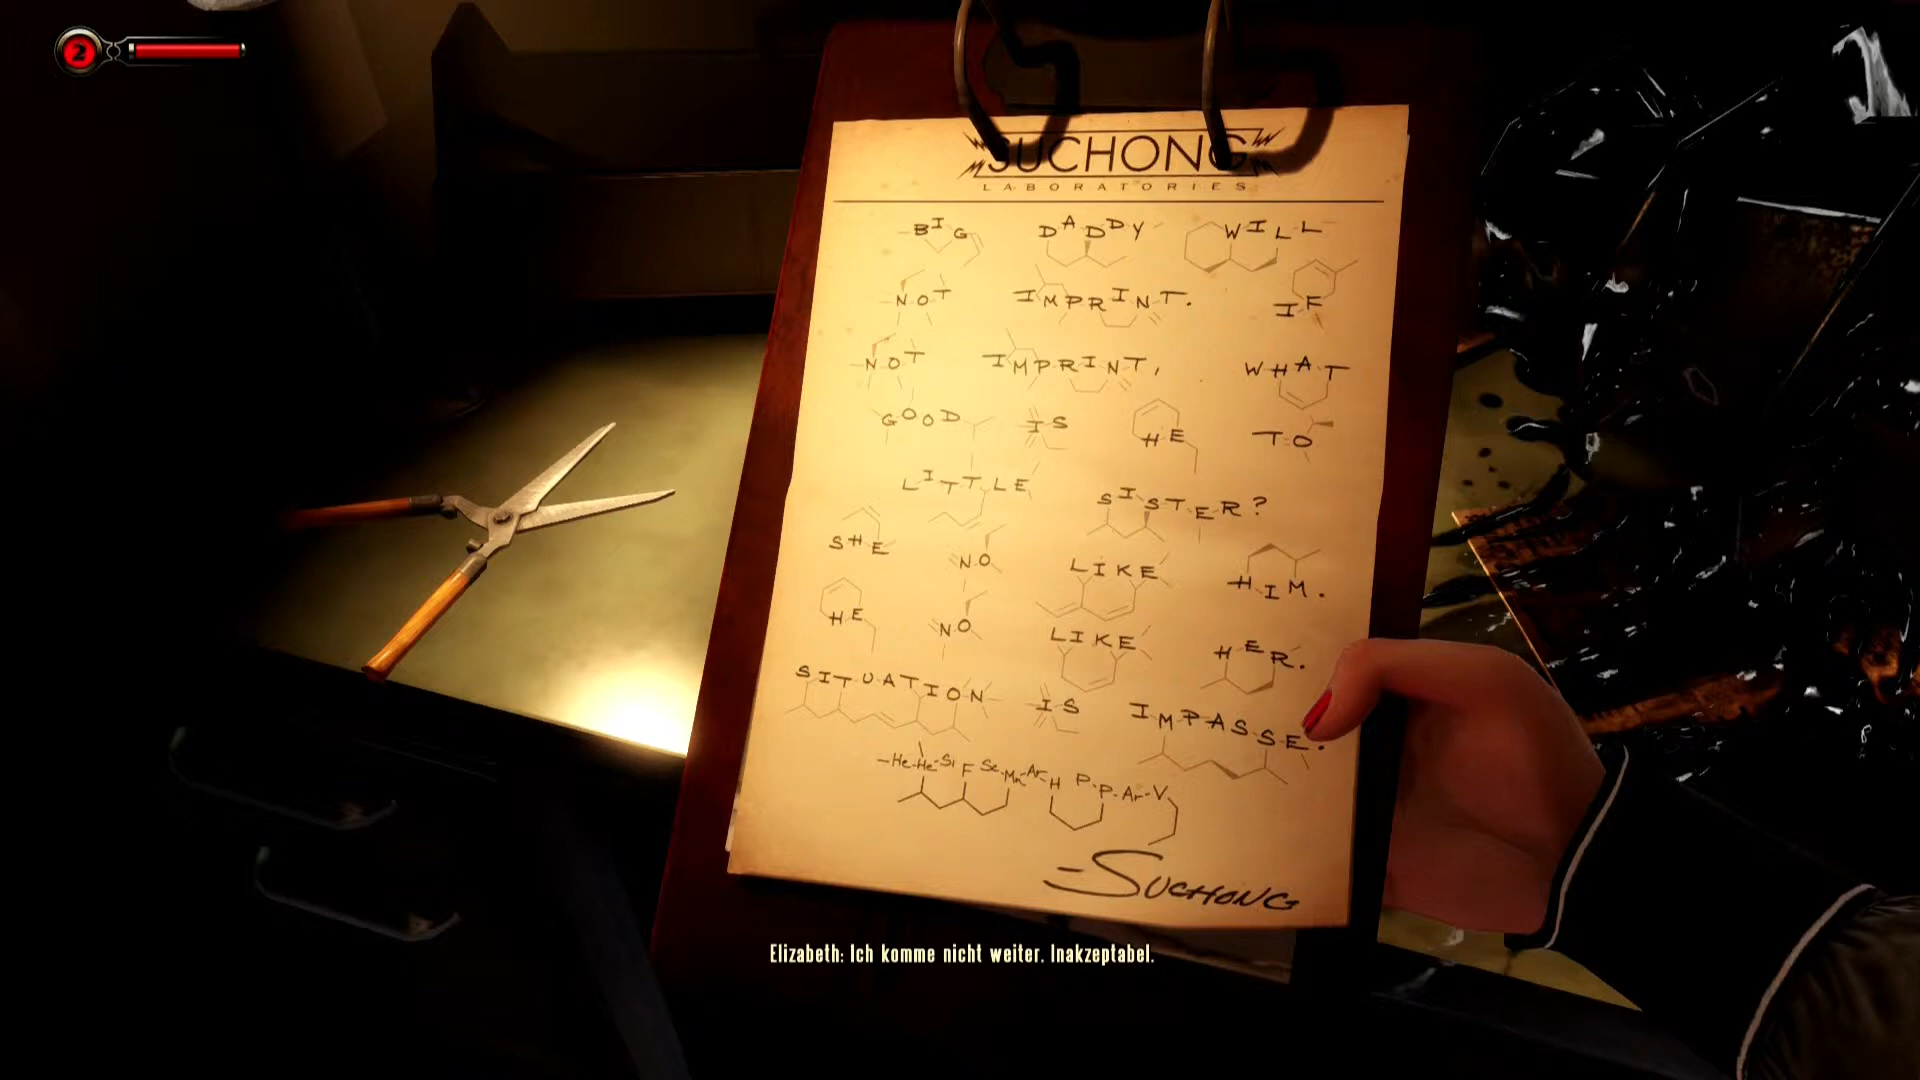 2
SUCHONG
LABORATORIES
BIG DADDY WILL
NOT IMPRINT. IF
NOT IMPRINT, WHAT
GOOD IS HE TO
LITTLE SISTER?
SHE NO LIKE HIM.
HE NO LIKE HER.
SITUATION IS IMPASSE.
-He-He-Si F Se-Mn-Ar-H P-P-Ar-V
-SUCHONG
Elizabeth: Ich komme nicht weiter. Inakzeptabel.